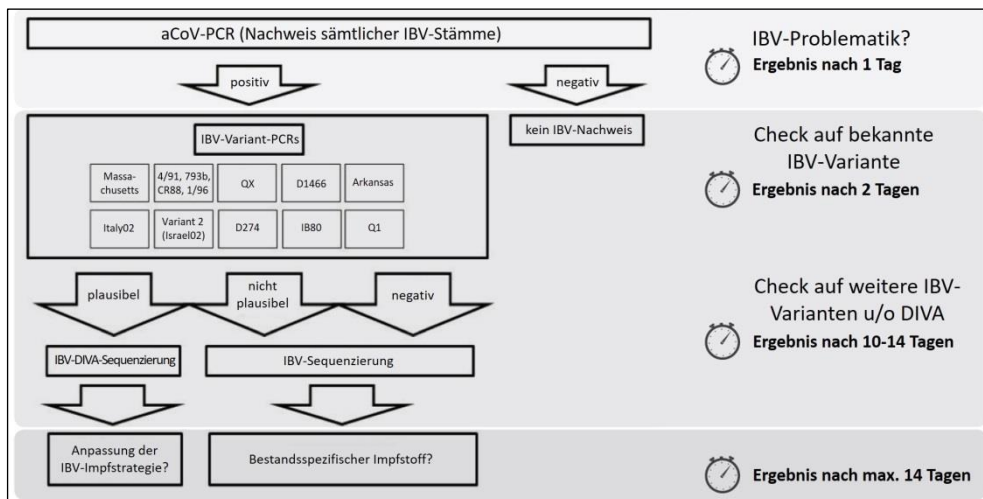 aCoV-PCR (Nachweis sämtlicher IBV-Stämme)
IBV-Problematik?
Ergebnis nach 1 Tag
positiv
negativ
IBV-Variant-PCRs
kein IBV-Nachweis
Check auf bekannte
IBV-Variante
Ergebnis nach 2 Tagen
Massa-
chusetts
4/91, 793b,
CR88, 1/96
QX
D1466
Arkansas
Italy02
Variant 2
(Israel02)
D274
IB80
Q1
plausibel
nicht
plausibel
negativ
Check auf weitere IBV-
Varianten u/o DIVA
Ergebnis nach 10-14 Tagen
IBV-DIVA-Sequenzierung
IBV-Sequenzierung
Anpassung der
IBV-Impfstrategie?
Bestandsspezifischer Impfstoff?
Ergebnis nach max. 14 Tagen